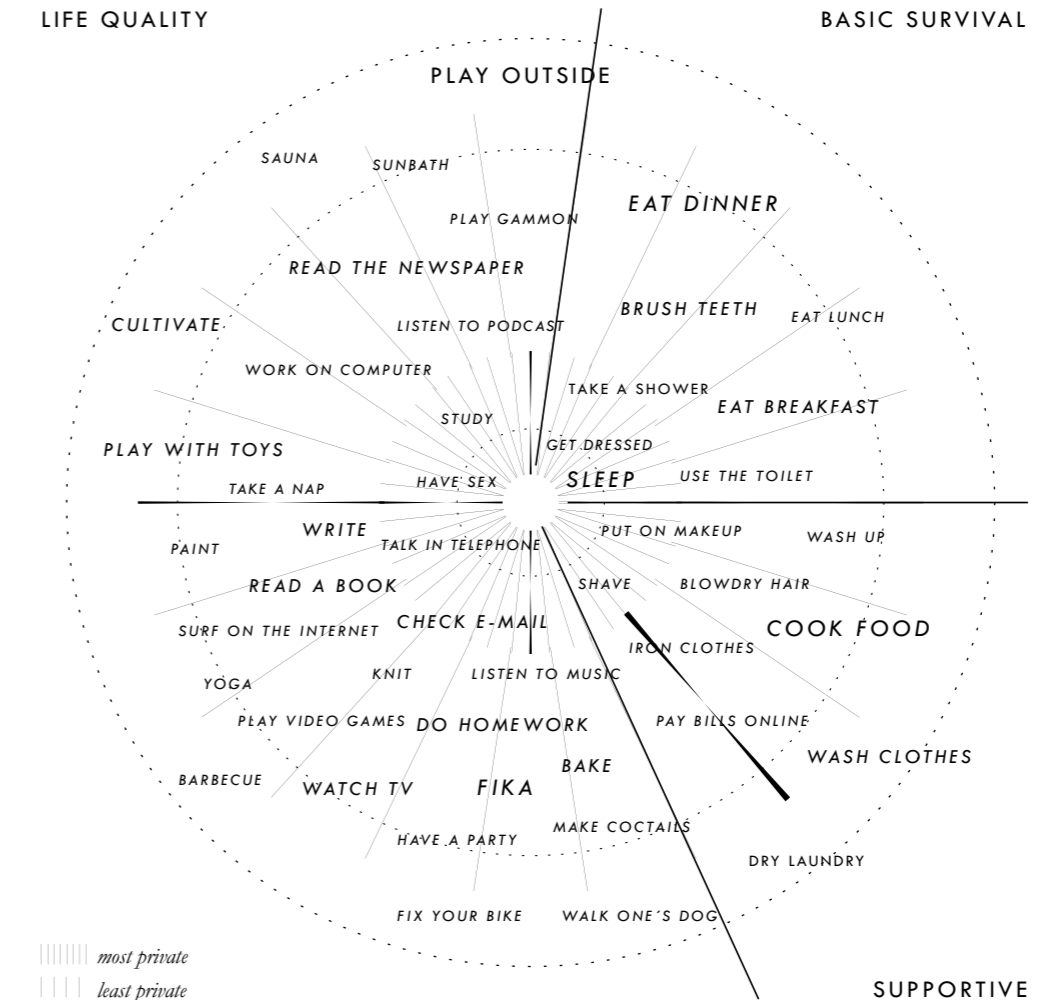 LIFE QUALITY
BASIC SURVIVAL
PLAY OUTSIDE
SAUNA
SUNBATH
EAT DINNER
PLAY GAMMON
READ THE NEWSPAPER
BRUSH TEETH
EAT LUNCH
CULTIVATE
LISTEN TO PODCAST
WORK ON COMPUTER
TAKE A SHOWER
EAT BREAKFAST
STUDY
GET DRESSED
PLAY WITH TOYS
HAVE SEX
SLEEP
USE THE TOILET
TAKE A NAP
WRITE
PUT ON MAKEUP
WASH UP
PAINT
TALK IN TELEPHONE
READ A BOOK
SHAVE
BLOWDRY HAIR
SURF ON THE INTERNET
CHECK E-MAIL
COOK FOOD
IRON CLOTHES
KNIT
LISTEN TO MUSIC
YOGA
PLAY VIDEO GAMES
DO HOMEWORK
PAY BILLS ONLINE
WASH CLOTHES
BAKE
BARBECUE
WATCH TV
FIKA
HAVE A PARTY
MAKE COCTAILS
DRY LAUNDRY
FIX YOUR BIKE
WALK ONE´S DOG
most private
least private
SUPPORTIVE